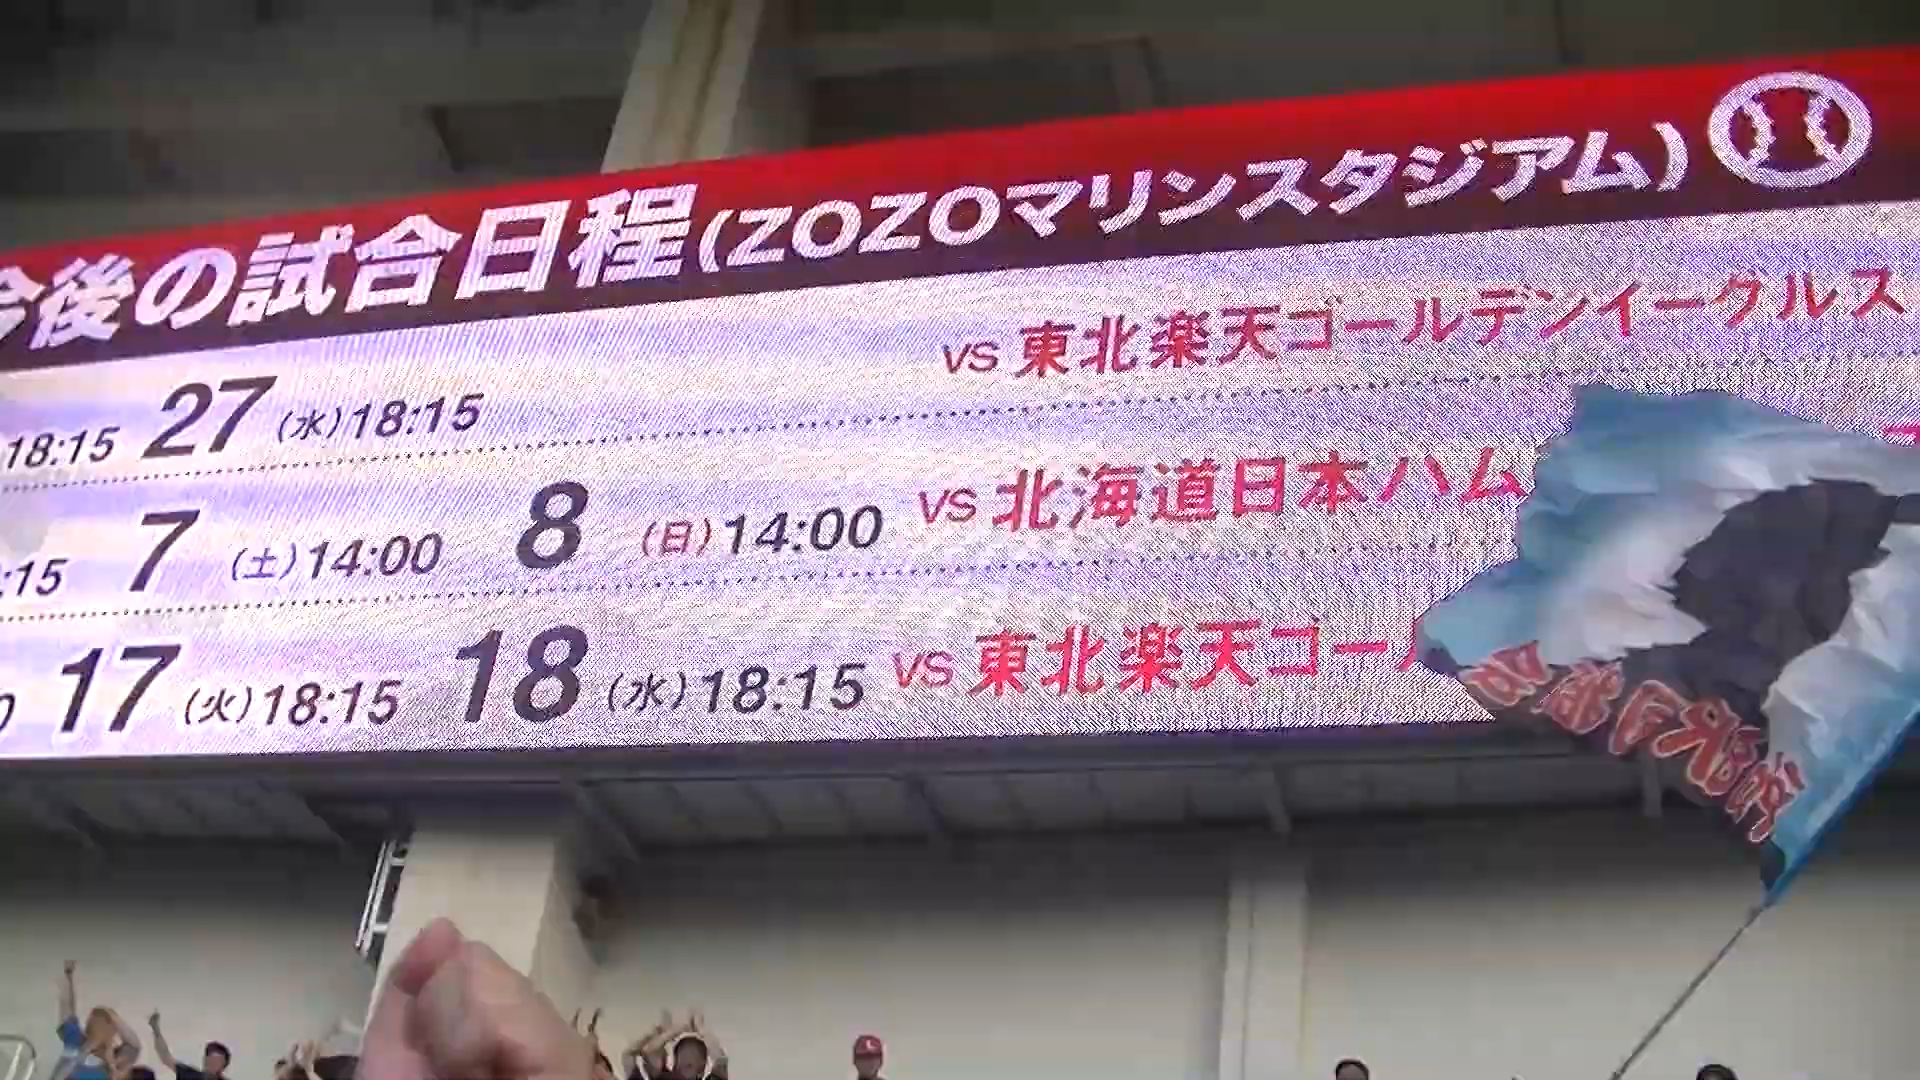 今後の試合日程(ZOZOマリンスタジアム)
18:15 27(水)18:15 vs 東北楽天ゴールデンイーグルス
:15 7(土)14:00 8(日)14:00 vs 北海道日本ハム
17(火)18:15 18(水)18:15 vs 東北楽天ゴー